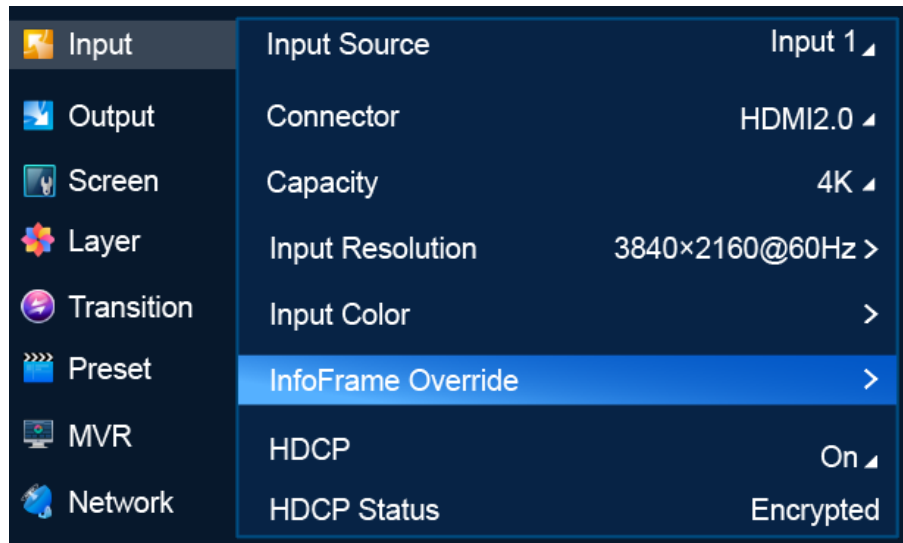 Input
Output
Screen
Layer
Transition
Preset
MVR
Network
Input Source Input 1
Connector HDMI2.0
Capacity 4K
Input Resolution 3840×2160@60Hz >
Input Color >
InfoFrame Override >
HDCP On
HDCP Status Encrypted